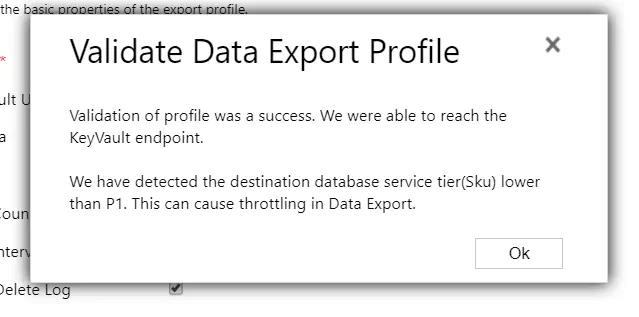 the basic properties of the export profile.
Validate Data Export Profile
*
Validation of profile was a success. We were able to reach the
KeyVault endpoint.
We have detected the destination database service tier(Sku) lower
than P1. This can cause throttling in Data Export.
Ok
Delete Log